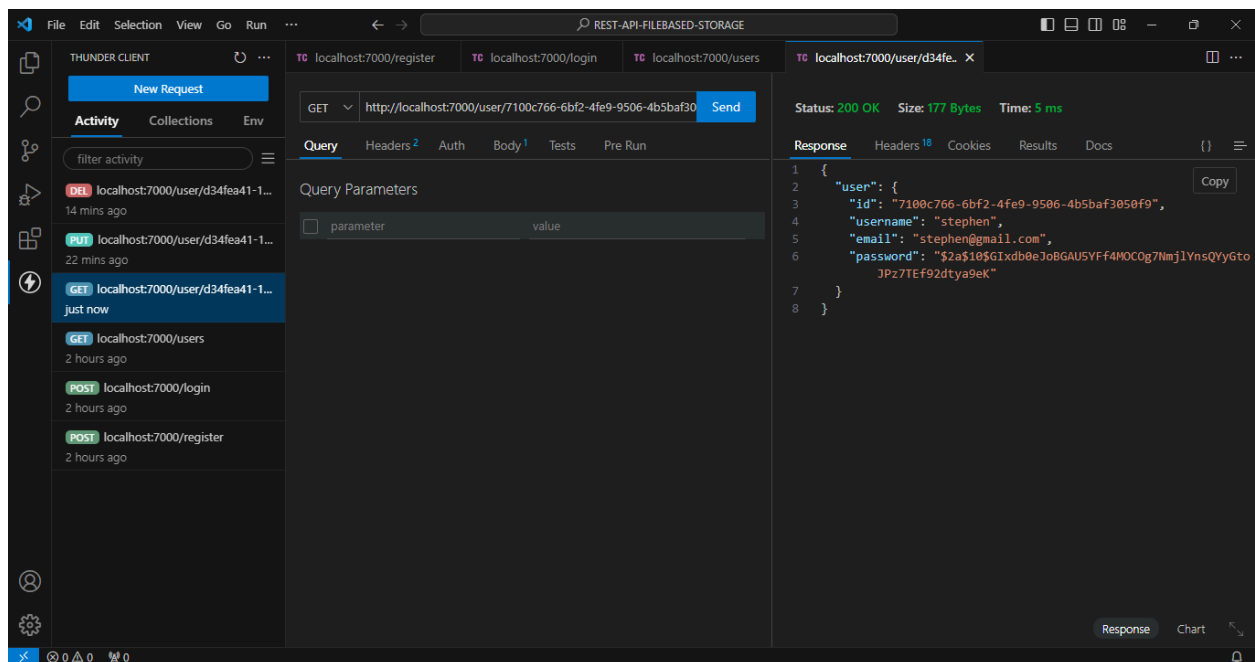 File Edit Selection View Go Run ···
REST-API-FILEBASED-STORAGE
THUNDER CLIENT
New Request
Activity Collections Env
filter activity
DEL localhost:7000/user/d34fea41-1...
14 mins ago
PUT localhost:7000/user/d34fea41-1...
22 mins ago
GET localhost:7000/user/d34fea41-1...
just now
GET localhost:7000/users
2 hours ago
POST localhost:7000/login
2 hours ago
POST localhost:7000/register
2 hours ago
TC localhost:7000/register TC localhost:7000/login TC localhost:7000/users TC localhost:7000/user/d34fe..
GET http://localhost:7000/user/7100c766-6bf2-4fe9-9506-4b5baf30 Send
Query Headers 2 Auth Body 1 Tests Pre Run
Query Parameters
parameter value
Status: 200 OK Size: 177 Bytes Time: 5 ms
Response Headers 18 Cookies Results Docs {}
Copy
1 {
2 "user": {
3 "id": "7100c766-6bf2-4fe9-9506-4b5baf3050f9",
4 "username": "stephen",
5 "email": "stephen@gmail.com",
6 "password": "$2a$10$GIxdb0eJoBGAU5YFf4MOCOg7NmjlYnsQYyGto
JPz7TEf92dtya9eK"
7 }
8 }
Response Chart
0 0 0